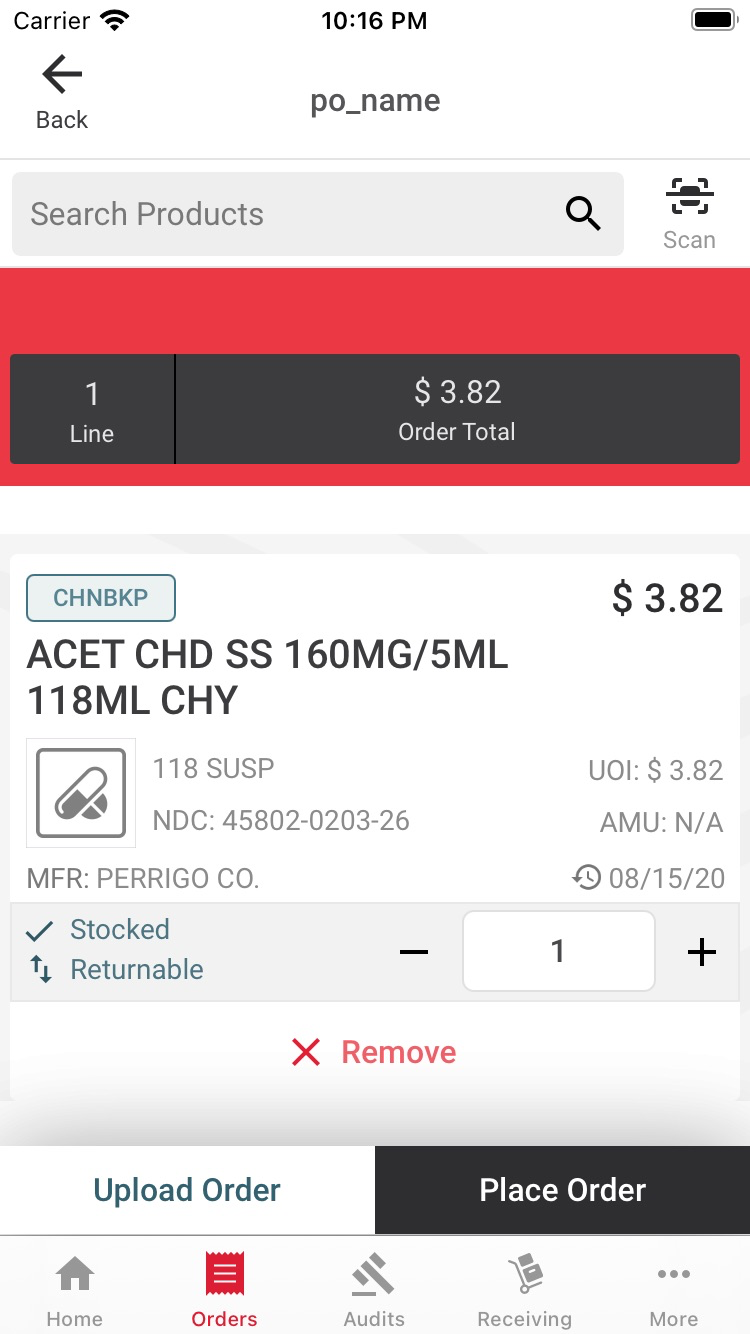 Carrier 10:16 PM
Back
po_name
Search Products
Scan
1
Line
$ 3.82
Order Total
CHNBKP
$ 3.82
ACET CHD SS 160MG/5ML
118ML CHY
118 SUSP
UOI: $ 3.82
NDC: 45802-0203-26
AMU: N/A
MFR: PERRIGO CO.
08/15/20
Stocked
Returnable
1
Remove
Upload Order
Place Order
Home
Orders
Audits
Receiving
More